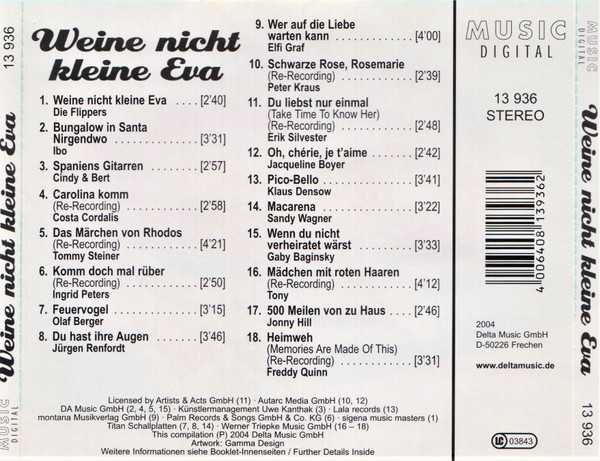 13 936
Weine nicht kleine Eva
MUSIC
DIGITAL
Weine nicht
kleine Eva
1. Weine nicht kleine Eva .... [2'40]
Die Flippers
2. Bungalow in Santa
Nirgendwo ............ [3'31]
Ibo
3. Spaniens Gitarren ....... [2'57]
Cindy & Bert
4. Carolina komm
(Re-Recording) .......... [2'58]
Costa Cordalis
5. Das Märchen von Rhodos
(Re-Recording) .......... [4'21]
Tommy Steiner
6. Komm doch mal rüber
(Re-Recording) .......... [2'50]
Ingrid Peters
7. Feuervogel ............ [3'15]
Olaf Berger
8. Du hast ihre Augen ...... [3'46]
Jürgen Renfordt
9. Wer auf die Liebe
warten kann ............ [4'00]
Elfi Graf
10. Schwarze Rose, Rosemarie
(Re-Recording) .......... [2'39]
Peter Kraus
11. Du liebst nur einmal
(Take Time To Know Her)
(Re-Recording) .......... [2'48]
Erik Silvester
12. Oh, chérie, je t'aime ...... [2'42]
Jacqueline Boyer
13. Pico-Bello ............ [3'41]
Klaus Densow
14. Macarena ............ [3'22]
Sandy Wagner
15. Wenn du nicht
verheiratet wärst ........ [3'33]
Gaby Baginsky
16. Mädchen mit roten Haaren
(Re-Recording) .......... [4'12]
Tony
17. 500 Meilen von zu Haus ... [2'46]
Jonny Hill
18. Heimweh
(Memories Are Made Of This)
(Re-Recording) .......... [3'31]
Freddy Quinn
Licensed by Artists & Acts GmbH (11) · Autarc Media GmbH (10, 12)
DA Music GmbH (2, 4, 5, 15) · Künstlermanagement Uwe Kanthak (3) · Lala records (13)
montana Musikverlag GmbH (9) · Palm Records & Songs GmbH & Co. KG (6) · sigena music masters (1)
Titan Schallplatten (7, 8, 14) · Werner Triepke Music GmbH (16 – 18)
This compilation (P) 2004 Delta Music GmbH
Artwork: Gamma Design
Weitere Informationen siehe Booklet-Innenseiten / Further Details Inside
MUSIC
DIGITAL
13 936
STEREO
4 006408 139362
2004
Delta Music GmbH
D-50226 Frechen
www.deltamusic.de
LC 03843
MUSIC
DIGITAL
Weine nicht kleine Eva
13 936